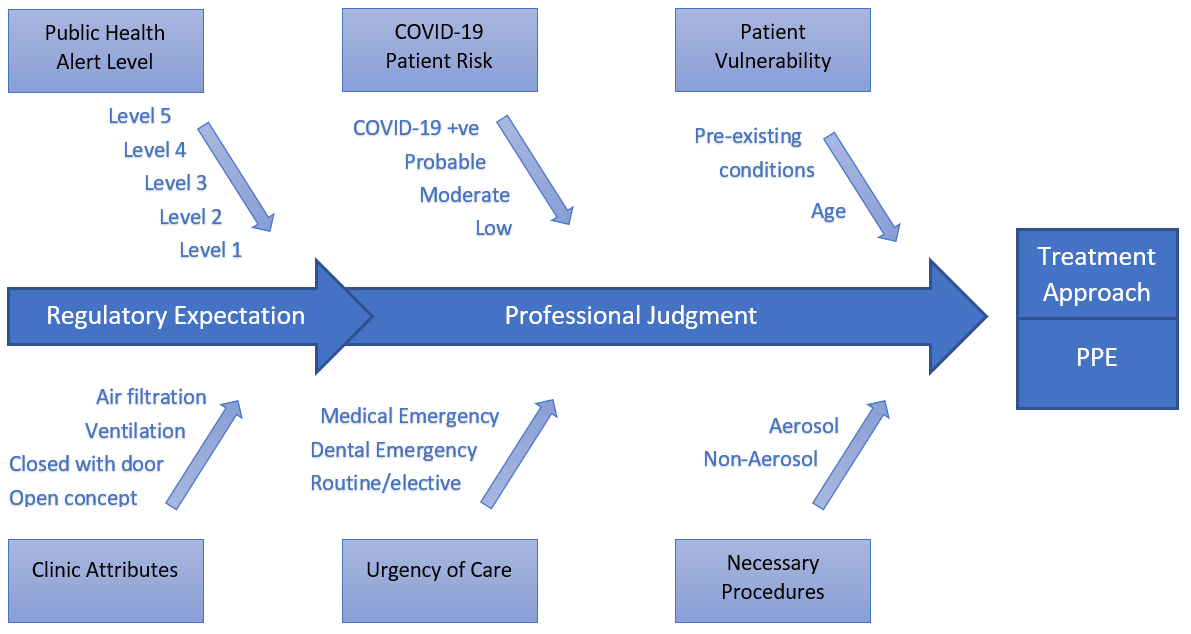 Public Health
Alert Level
COVID-19
Patient Risk
Patient
Vulnerability
Level 5
Level 4
Level 3
Level 2
Level 1
COVID-19 +ve
Probable
Moderate
Low
Pre-existing
conditions
Age
Regulatory Expectation
Professional Judgment
Treatment
Approach
PPE
Air filtration
Ventilation
Closed with door
Open concept
Medical Emergency
Dental Emergency
Routine/elective
Aerosol
Non-Aerosol
Clinic Attributes
Urgency of Care
Necessary
Procedures